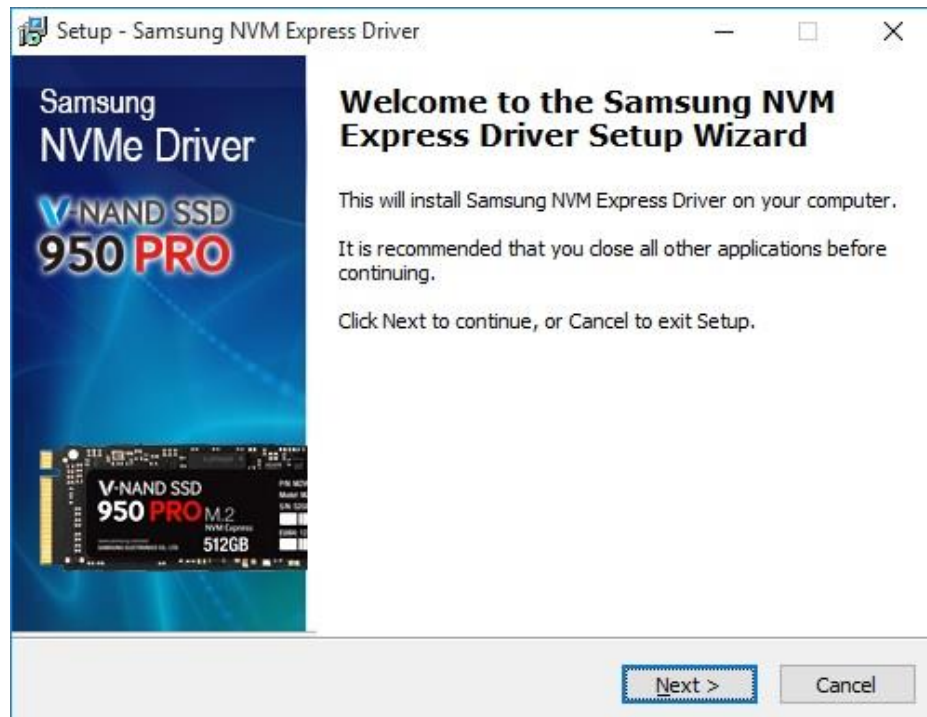 Setup - Samsung NVM Express Driver
Samsung
NVMe Driver
V-NAND SSD
950 PRO
Welcome to the Samsung NVM
Express Driver Setup Wizard
This will install Samsung NVM Express Driver on your computer.
It is recommended that you close all other applications before
continuing.
Click Next to continue, or Cancel to exit Setup.
V-NAND SSD
950 PRO M.2
NVM Express
512GB
Next >
Cancel